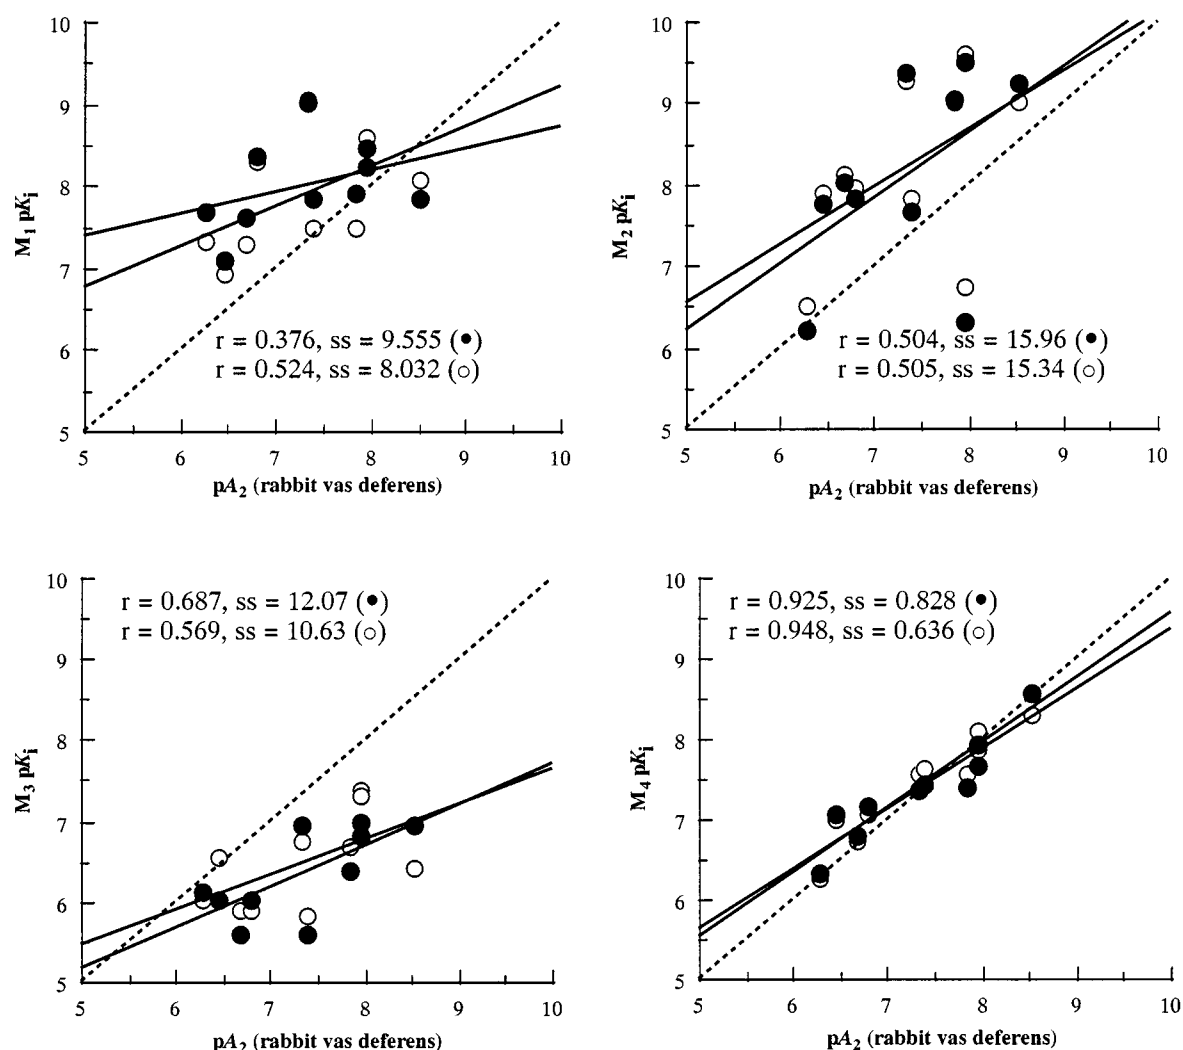 10
9
8
7
6
5
M1 pKi
r = 0.376, ss = 9.555 (●)
r = 0.524, ss = 8.032 (○)
5 6 7 8 9 10
pA2 (rabbit vas deferens)
10
9
8
7
6
5
M2 pKi
r = 0.504, ss = 15.96 (●)
r = 0.505, ss = 15.34 (○)
5 6 7 8 9 10
pA2 (rabbit vas deferens)
10
9
8
7
6
5
M3 pKi
r = 0.687, ss = 12.07 (●)
r = 0.569, ss = 10.63 (○)
5 6 7 8 9 10
pA2 (rabbit vas deferens)
10
9
8
7
6
5
M4 pKi
r = 0.925, ss = 0.828 (●)
r = 0.948, ss = 0.636 (○)
5 6 7 8 9 10
pA2 (rabbit vas deferens)